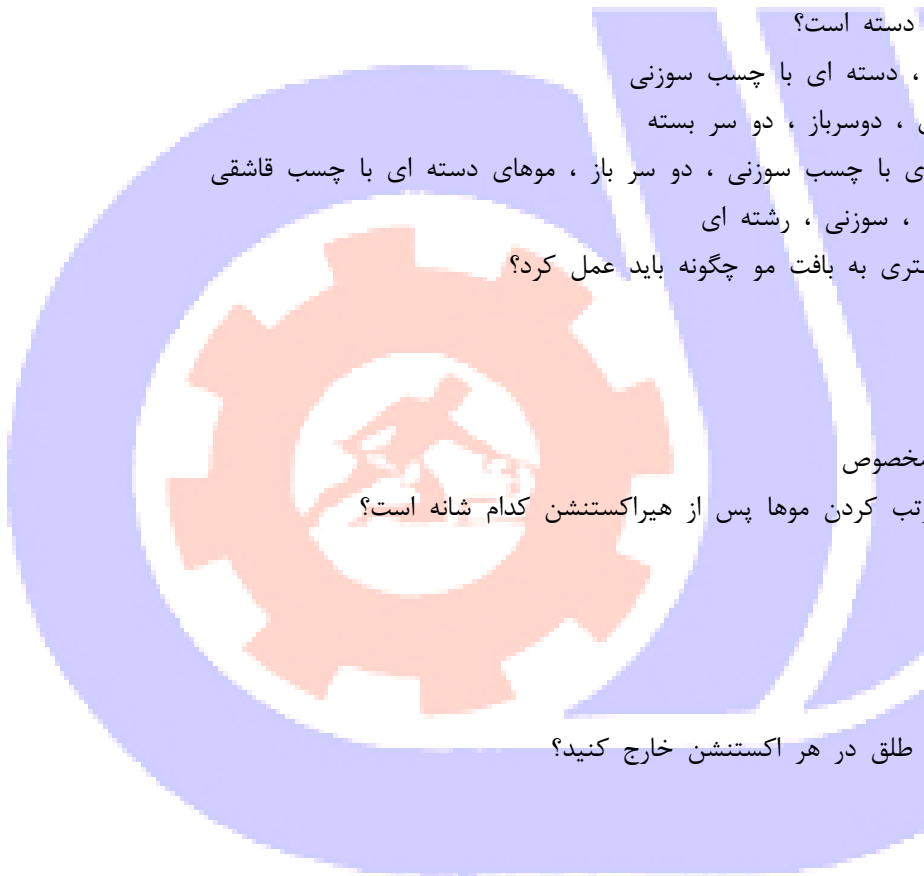 دسته است؟
، دسته ای با چسب سوزنی
، دوسرباز ، دو سر بسته
ی با چسب سوزنی ، دو سر باز ، موهای دسته ای با چسب قاشقی
، سوزنی ، رشته ای
تری به بافت مو چگونه باید عمل کرد؟
مخصوص
تب کردن موها پس از هیراکستنشن کدام شانه است؟
طلق در هر اکستنشن خارج کنید؟